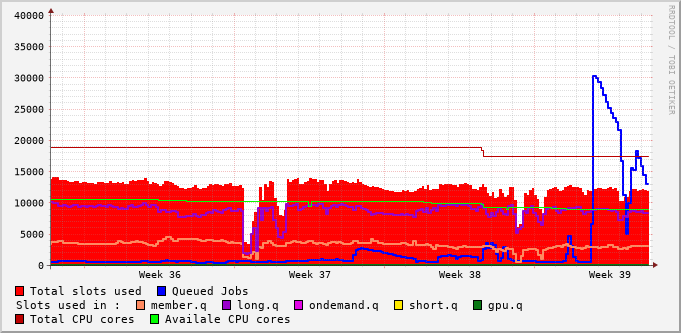 40000
35000
30000
25000
20000
15000
10000
5000
0
Week 36 Week 37 Week 38 Week 39
RRDTOOL / TOBI OETIKER
Total slots used Queued Jobs
Slots used in : member.q long.q ondemand.q short.q gpu.q
Total CPU cores Availale CPU cores